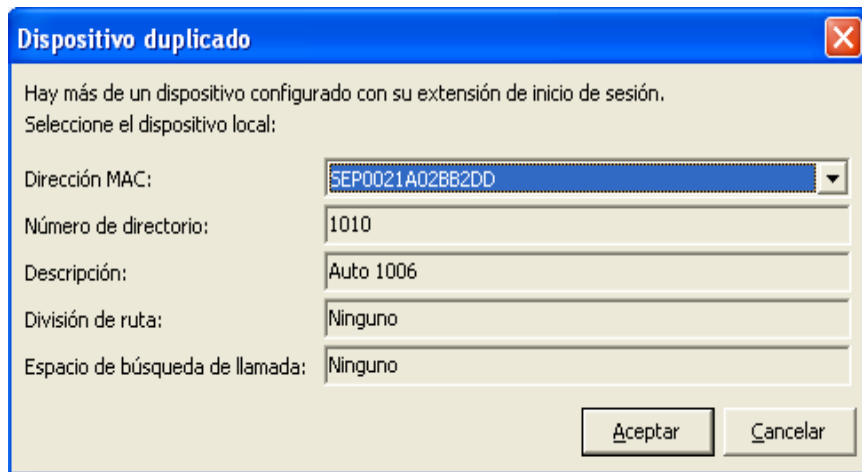 Dispositivo duplicado
Hay más de un dispositivo configurado con su extensión de inicio de sesión.
Seleccione el dispositivo local:
Dirección MAC: SEP0021A02BB2DD
Número de directorio: 1010
Descripción: Auto 1006
División de ruta: Ninguno
Espacio de búsqueda de llamada: Ninguno
Aceptar Cancelar